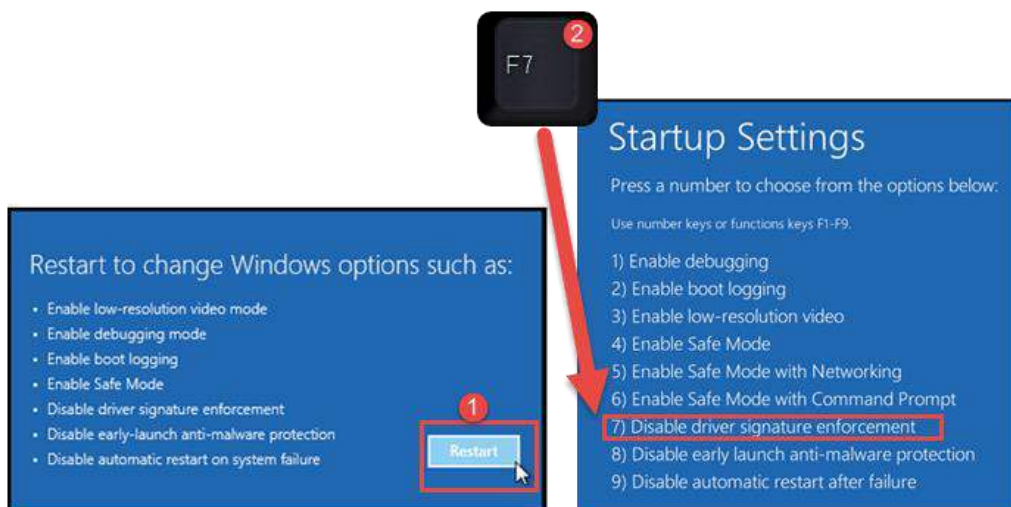 2
F7
Startup Settings
Press a number to choose from the options below:
Use number keys or functions keys F1-F9.
1) Enable debugging
2) Enable boot logging
3) Enable low-resolution video
4) Enable Safe Mode
5) Enable Safe Mode with Networking
6) Enable Safe Mode with Command Prompt
7) Disable driver signature enforcement
8) Disable early launch anti-malware protection
9) Disable automatic restart after failure
Restart to change Windows options such as:
• Enable low-resolution video mode
• Enable debugging mode
• Enable boot logging
• Enable Safe Mode
• Disable driver signature enforcement
• Disable early-launch anti-malware protection
• Disable automatic restart on system failure
1
Restart